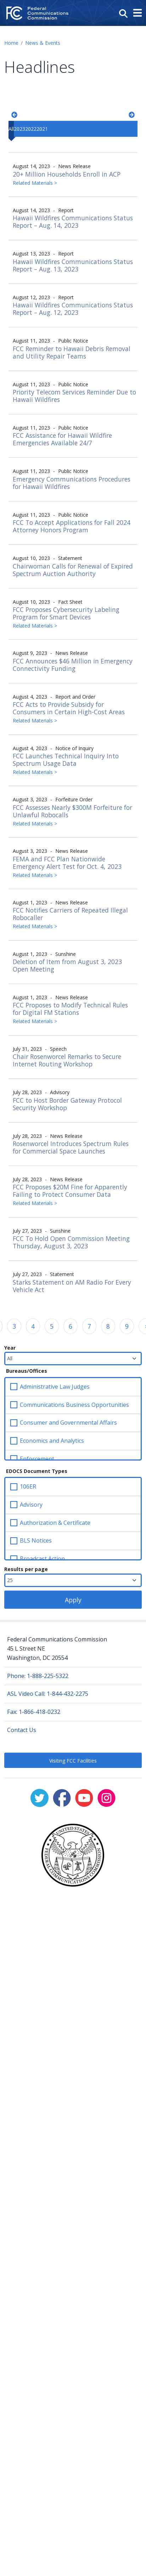 Federal
Communications
Commission
Home / News & Events
Headlines
All202320222021
August 14, 2023 - News Release
20+ Million Households Enroll in ACP
Related Materials >
August 14, 2023 - Report
Hawaii Wildfires Communications Status
Report – Aug. 14, 2023
August 13, 2023 - Report
Hawaii Wildfires Communications Status
Report – Aug. 13, 2023
August 12, 2023 - Report
Hawaii Wildfires Communications Status
Report – Aug. 12, 2023
August 11, 2023 - Public Notice
FCC Reminder to Hawaii Debris Removal
and Utility Repair Teams
August 11, 2023 - Public Notice
Priority Telecom Services Reminder Due to
Hawaii Wildfires
August 11, 2023 - Public Notice
FCC Assistance for Hawaii Wildfire
Emergencies Available 24/7
August 11, 2023 - Public Notice
Emergency Communications Procedures
for Hawaii Wildfires
August 11, 2023 - Public Notice
FCC To Accept Applications for Fall 2024
Attorney Honors Program
August 10, 2023 - Statement
Chairwoman Calls for Renewal of Expired
Spectrum Auction Authority
August 10, 2023 - Fact Sheet
FCC Proposes Cybersecurity Labeling
Program for Smart Devices
Related Materials >
August 9, 2023 - News Release
FCC Announces $46 Million in Emergency
Connectivity Funding
August 4, 2023 - Report and Order
FCC Acts to Provide Subsidy for
Consumers in Certain High-Cost Areas
Related Materials >
August 4, 2023 - Notice of Inquiry
FCC Launches Technical Inquiry Into
Spectrum Usage Data
Related Materials >
August 3, 2023 - Forfeiture Order
FCC Assesses Nearly $300M Forfeiture for
Unlawful Robocalls
Related Materials >
August 3, 2023 - News Release
FEMA and FCC Plan Nationwide
Emergency Alert Test for Oct. 4, 2023
Related Materials >
August 1, 2023 - News Release
FCC Notifies Carriers of Repeated Illegal
Robocaller
Related Materials >
August 1, 2023 - Sunshine
Deletion of Item from August 3, 2023
Open Meeting
August 1, 2023 - News Release
FCC Proposes to Modify Technical Rules
for Digital FM Stations
Related Materials >
July 31, 2023 - Speech
Chair Rosenworcel Remarks to Secure
Internet Routing Workshop
July 28, 2023 - Advisory
FCC to Host Border Gateway Protocol
Security Workshop
July 28, 2023 - News Release
Rosenworcel Introduces Spectrum Rules
for Commercial Space Launches
July 28, 2023 - News Release
FCC Proposes $20M Fine for Apparently
Failing to Protect Consumer Data
Related Materials >
July 27, 2023 - Sunshine
FCC To Hold Open Commission Meeting
Thursday, August 3, 2023
July 27, 2023 - Statement
Starks Statement on AM Radio For Every
Vehicle Act
3 4 5 6 7 8 9
Year
All
Bureaus/Offices
Administrative Law Judges
Communications Business Opportunities
Consumer and Governmental Affairs
Economics and Analytics
Enforcement
EDOCS Document Types
106ER
Advisory
Authorization & Certificate
BLS Notices
Broadcast Action
Results per page
25
Apply
Federal Communications Commission
45 L Street NE
Washington, DC 20554
Phone: 1-888-225-5322
ASL Video Call: 1-844-432-2275
Fax: 1-866-418-0232
Contact Us
Visiting FCC Facilities